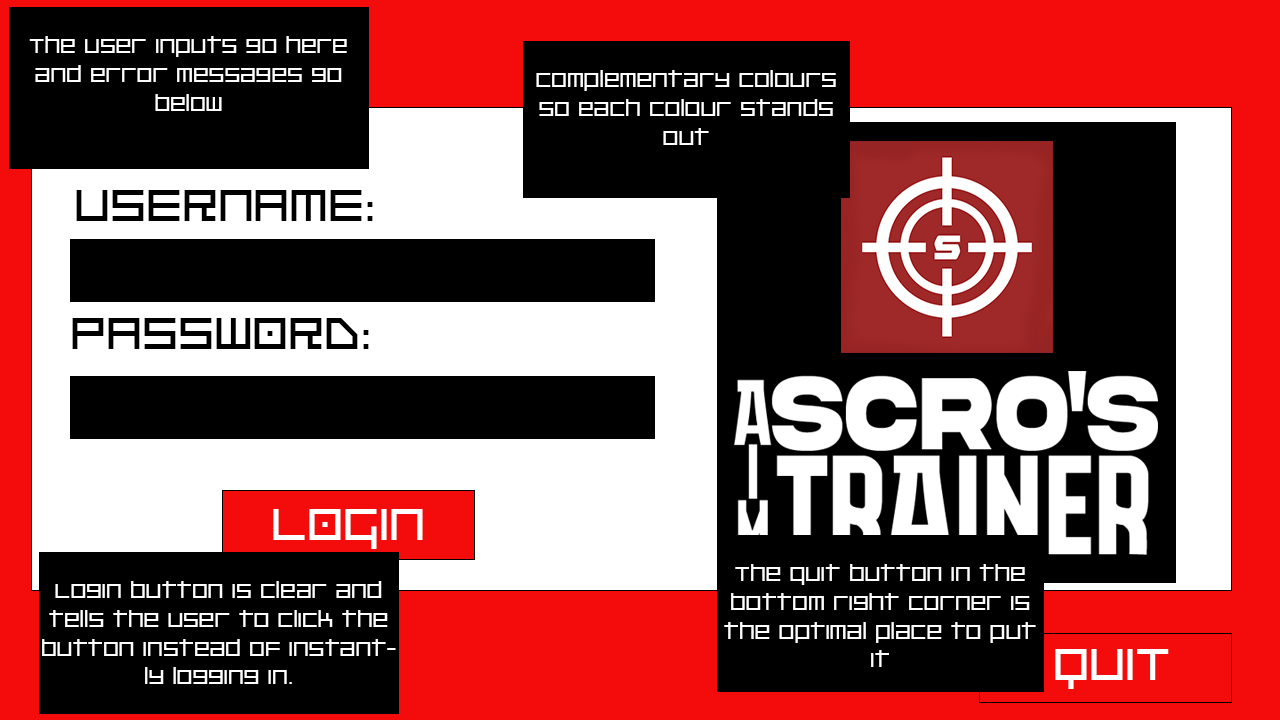 The user inputs go here
and error messages go
below
complementary colours
so each colour stands
out
USERNAME:
PASSWORD:
S
ASCRO'S
AIM
TRAINER
LOGIN
Login button is clear and
tells the user to click the
button instead of instant-
ly logging in.
The quit button in the
bottom right corner is
the optimal place to put
it
QUIT